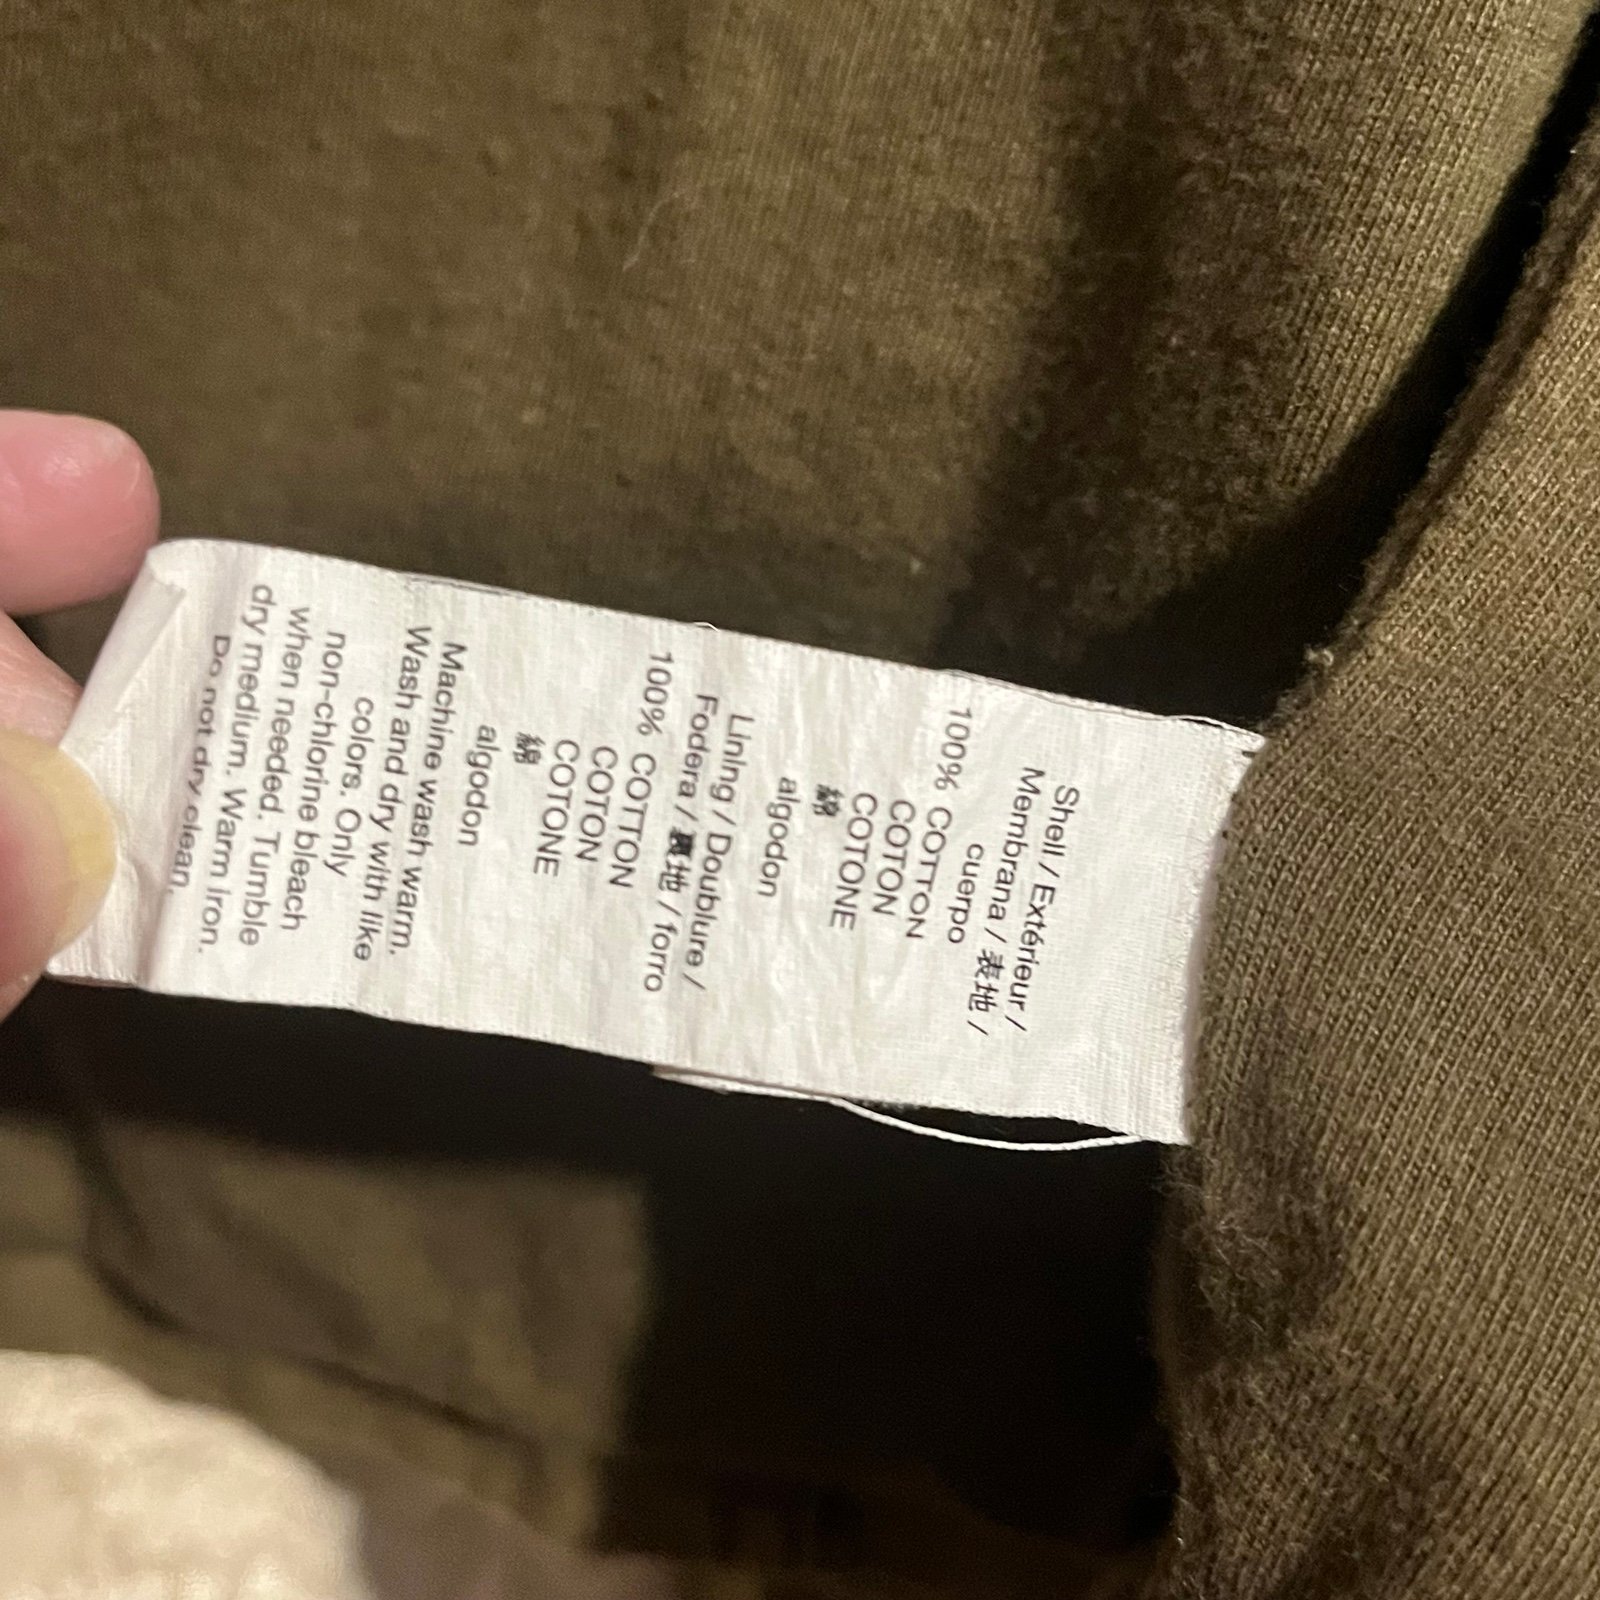 Shell / Extérieur /
Membrana / 表地 /
cuerpo
100% COTTON
COTON
COTONE
綿
algodon
Lining / Doublure /
Fodera / 裏地 / forro
100% COTTON
COTON
COTONE
綿
algodon
Machine wash warm.
Wash and dry with like
colors. Only
non-chlorine bleach
when needed. Tumble
dry medium. Warm Iron.
Do not dry clean